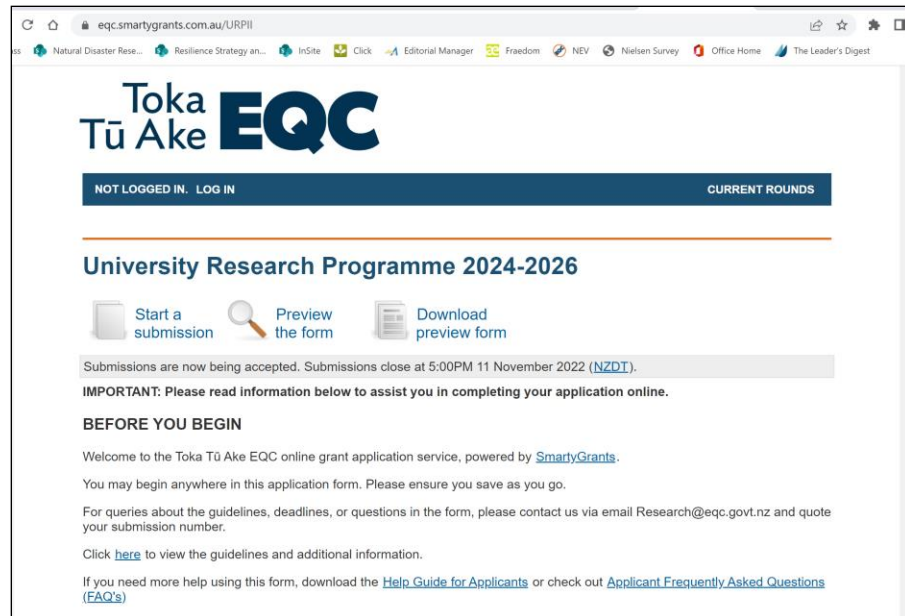 eqc.smartygrants.com.au/URPII
ss Natural Disaster Rese... Resilience Strategy an... InSite Click Editorial Manager Fraedom NEV Nielsen Survey Office Home The Leader's Digest
Toka
Tū Ake EQC
NOT LOGGED IN. LOG IN CURRENT ROUNDS
University Research Programme 2024-2026
Start a Preview Download
submission the form preview form
Submissions are now being accepted. Submissions close at 5:00PM 11 November 2022 (NZDT).
IMPORTANT: Please read information below to assist you in completing your application online.
BEFORE YOU BEGIN
Welcome to the Toka Tū Ake EQC online grant application service, powered by SmartyGrants.
You may begin anywhere in this application form. Please ensure you save as you go.
For queries about the guidelines, deadlines, or questions in the form, please contact us via email Research@eqc.govt.nz and quote
your submission number.
Click here to view the guidelines and additional information.
If you need more help using this form, download the Help Guide for Applicants or check out Applicant Frequently Asked Questions
(FAQ's)